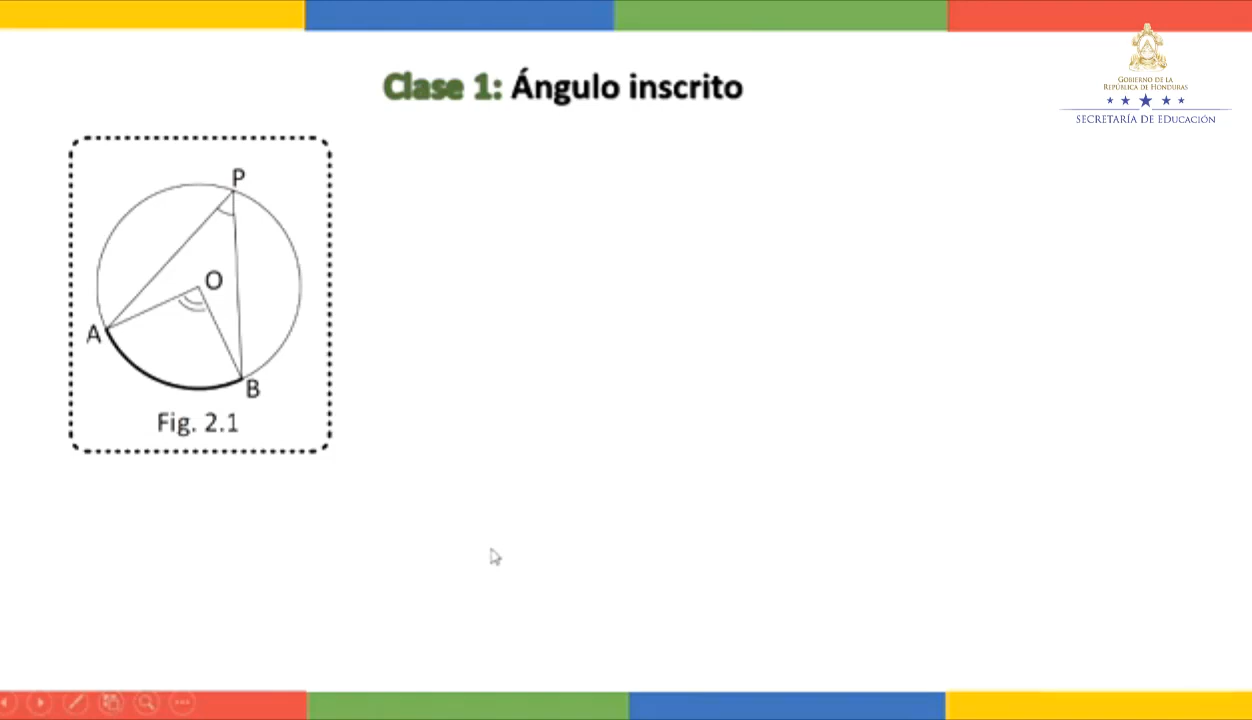 Clase 1: Ángulo inscrito
GOBIERNO DE LA
REPÚBLICA DE HONDURAS
SECRETARÍA DE EDUCACIÓN
P
O
A
B
Fig. 2.1